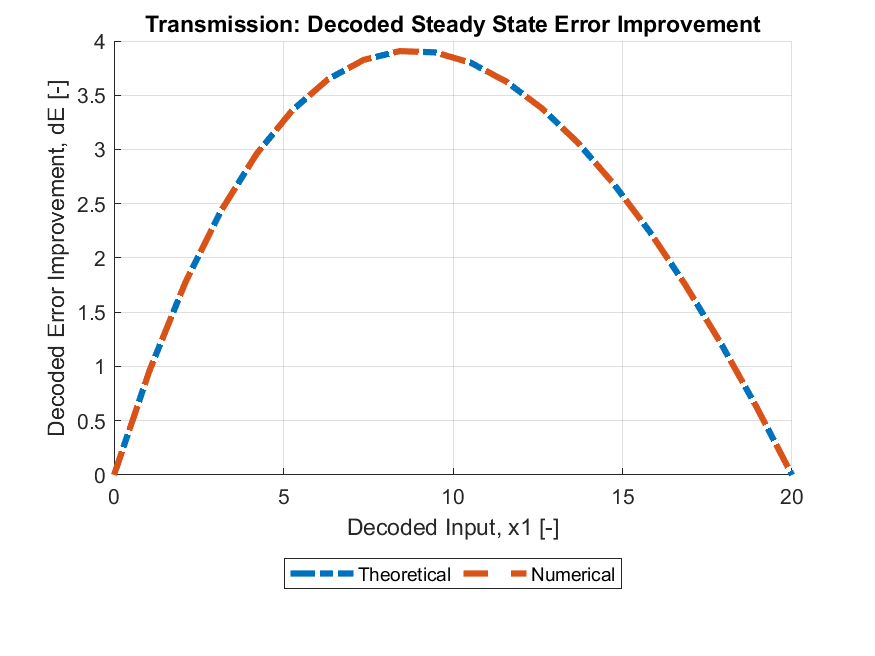 Transmission: Decoded Steady State Error Improvement
Decoded Error Improvement, dE [-]
4
3.5
3
2.5
2
1.5
1
0.5
0
0 5 10 15 20
Decoded Input, x1 [-]
Theoretical Numerical